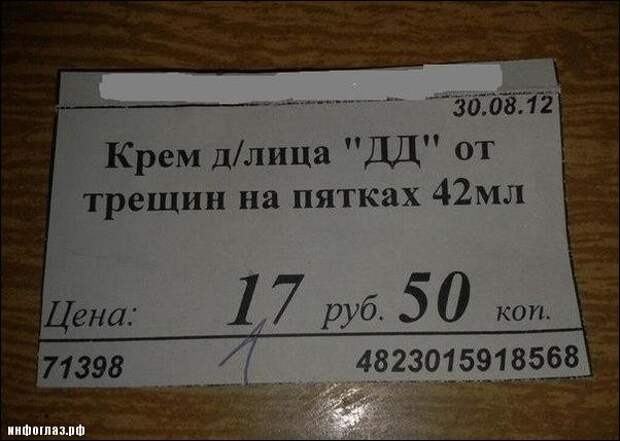 30.08.12
Крем д/лица "ДД" от
трещин на пятках 42мл
Цена: 17 руб. 50 коп.
71398 4823015918568
инфоглаз.рф